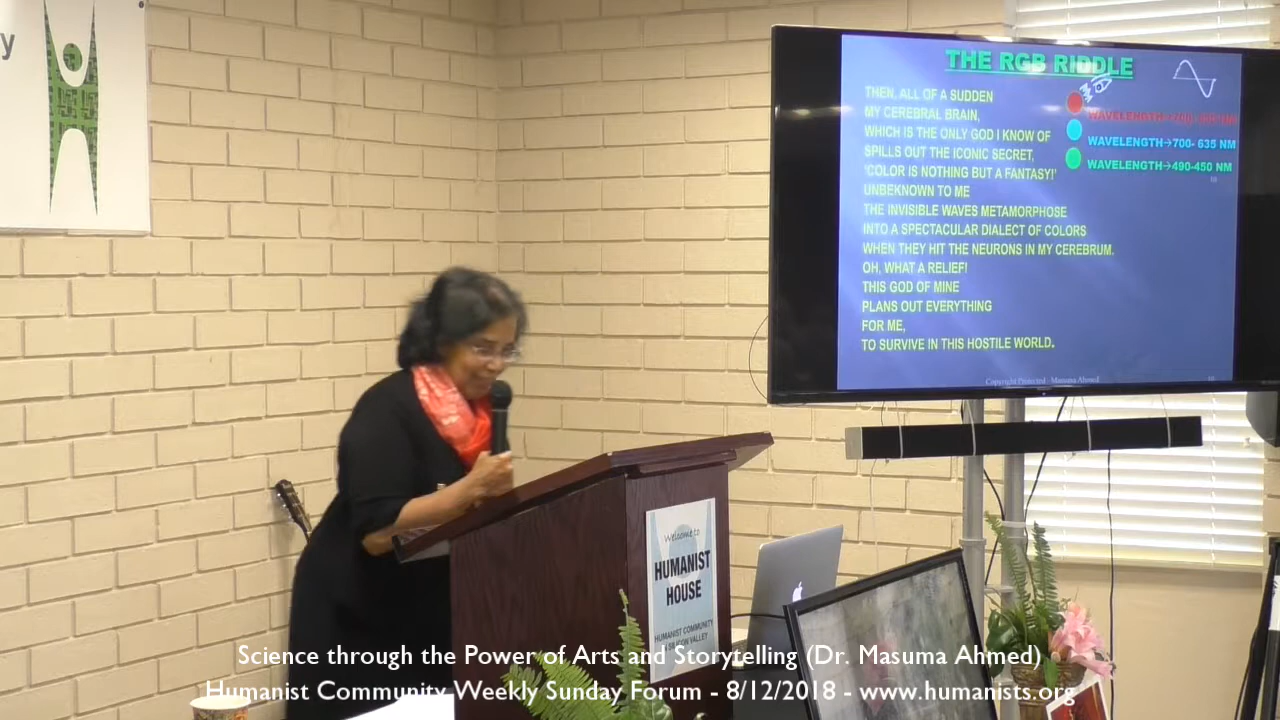 y
THE RGB RIDDLE
THEN, ALL OF A SUDDEN
MY CEREBRAL BRAIN,
WHICH IS THE ONLY GOD I KNOW OF
SPILLS OUT THE ICONIC SECRET,
'COLOR IS NOTHING BUT A FANTASY!'
UNBEKNOWN TO ME
THE INVISIBLE WAVES METAMORPHOSE
INTO A SPECTACULAR DIALECT OF COLORS
WHEN THEY HIT THE NEURONS IN MY CEREBRUM.
OH, WHAT A RELIEF!
THIS GOD OF MINE
PLANS OUT EVERYTHING
FOR ME,
TO SURVIVE IN THIS HOSTILE WORLD.
WAVELENGTH→700- 635 NM
WAVELENGTH→700- 635 NM
WAVELENGTH→490-450 NM
Copyright Protected - Masuma Ahmed
Welcome to
HUMANIST
HOUSE
HUMANIST COMMUNITY
VALLEY
Science through the Power of Arts and Storytelling (Dr. Masuma Ahmed)
Humanist Community Weekly Sunday Forum - 8/12/2018 - www.humanists.org